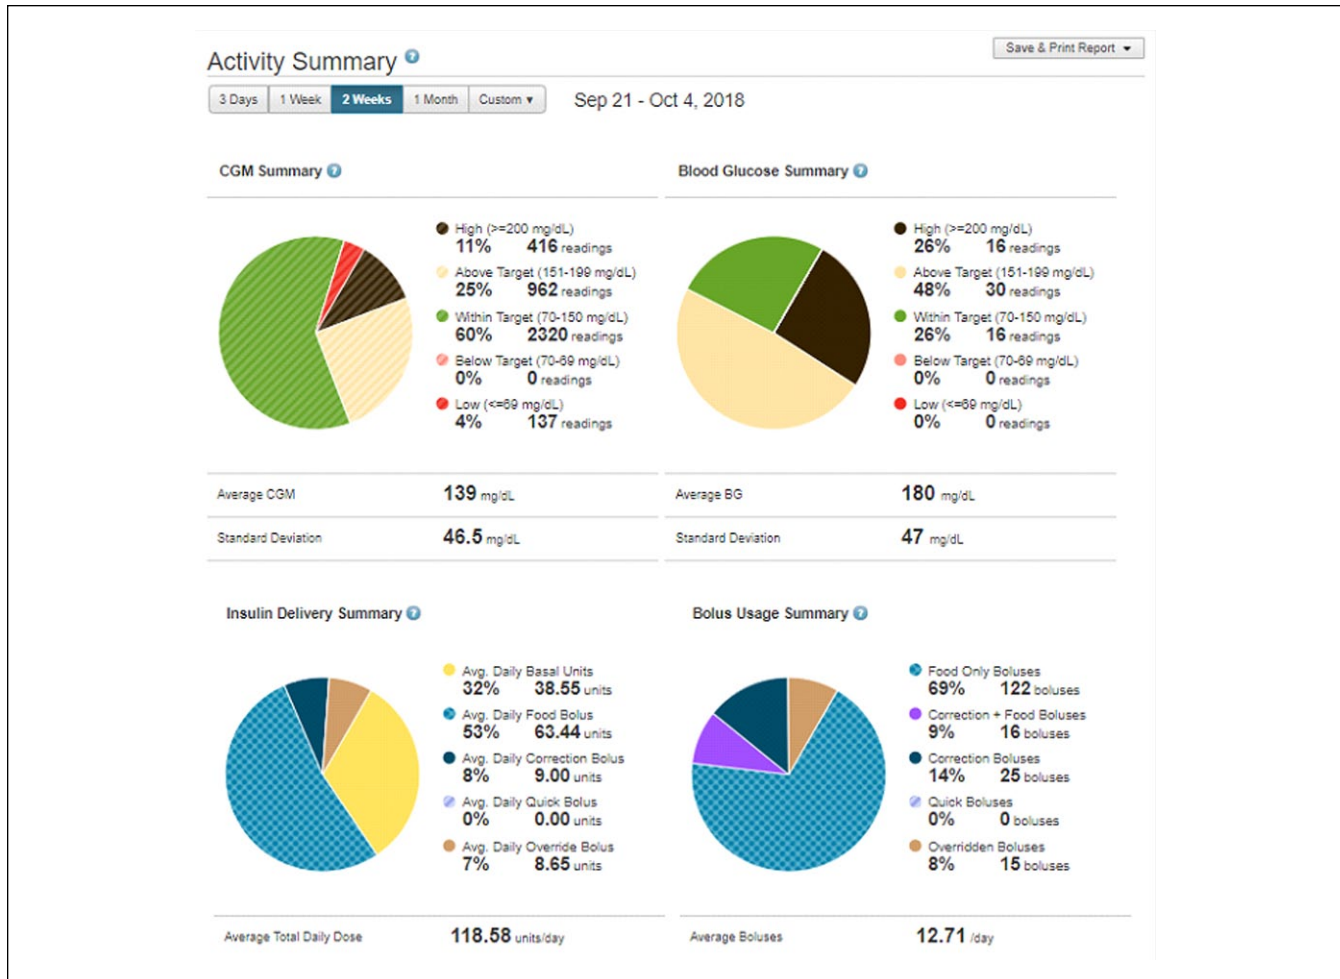 Activity Summary ?
Save & Print Report
3 Days 1 Week 2 Weeks 1 Month Custom
Sep 21 - Oct 4, 2018
CGM Summary ?
High (>=200 mg/dL)
11% 416 readings
Above Target (151-199 mg/dL)
25% 962 readings
Within Target (70-150 mg/dL)
60% 2320 readings
Below Target (70-69 mg/dL)
0% 0 readings
Low (<=69 mg/dL)
4% 137 readings
Average CGM 139 mg/dL
Standard Deviation 46.5 mg/dL
Blood Glucose Summary ?
High (>=200 mg/dL)
26% 16 readings
Above Target (151-199 mg/dL)
48% 30 readings
Within Target (70-150 mg/dL)
26% 16 readings
Below Target (70-69 mg/dL)
0% 0 readings
Low (<=69 mg/dL)
0% 0 readings
Average BG 180 mg/dL
Standard Deviation 47 mg/dL
Insulin Delivery Summary ?
Avg. Daily Basal Units
32% 38.55 units
Avg. Daily Food Bolus
53% 63.44 units
Avg. Daily Correction Bolus
8% 9.00 units
Avg. Daily Quick Bolus
0% 0.00 units
Avg. Daily Override Bolus
7% 8.65 units
Average Total Daily Dose 118.58 units/day
Bolus Usage Summary ?
Food Only Boluses
69% 122 boluses
Correction + Food Boluses
9% 16 boluses
Correction Boluses
14% 25 boluses
Quick Boluses
0% 0 boluses
Overridden Boluses
8% 15 boluses
Average Boluses 12.71 /day